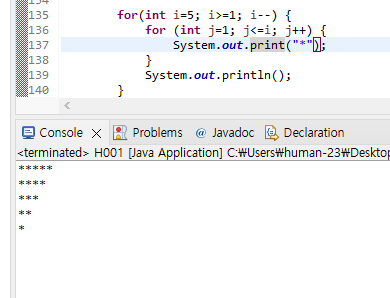 134
135 for(int i=5; i>=1; i--) {
136 for (int j=1; j<=i; j++) {
137 System.out.print("*");
138 }
139 System.out.println();
140 }
Console Problems @ Javadoc Declaration
<terminated> H001 [Java Application] C:₩Users₩human-23₩Desktop
*****
****
***
**
*